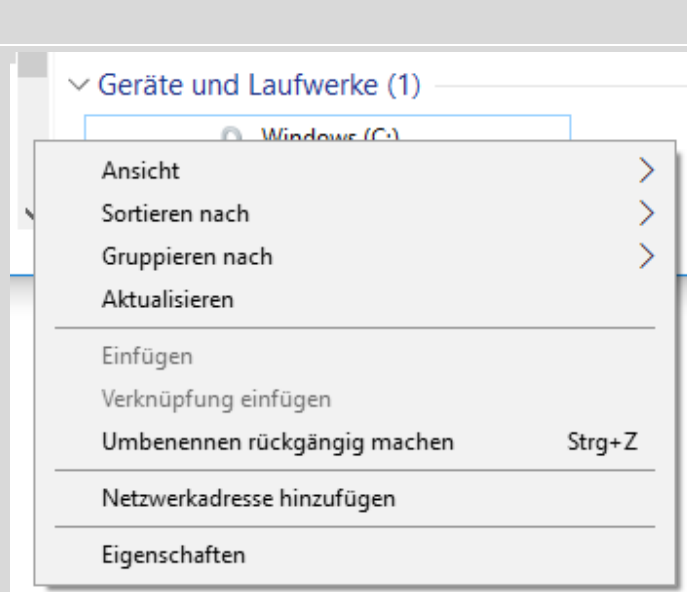 Geräte und Laufwerke (1)
Windows (C:)
Ansicht
Sortieren nach
Gruppieren nach
Aktualisieren
Einfügen
Verknüpfung einfügen
Umbenennen rückgängig machen Strg+Z
Netzwerkadresse hinzufügen
Eigenschaften